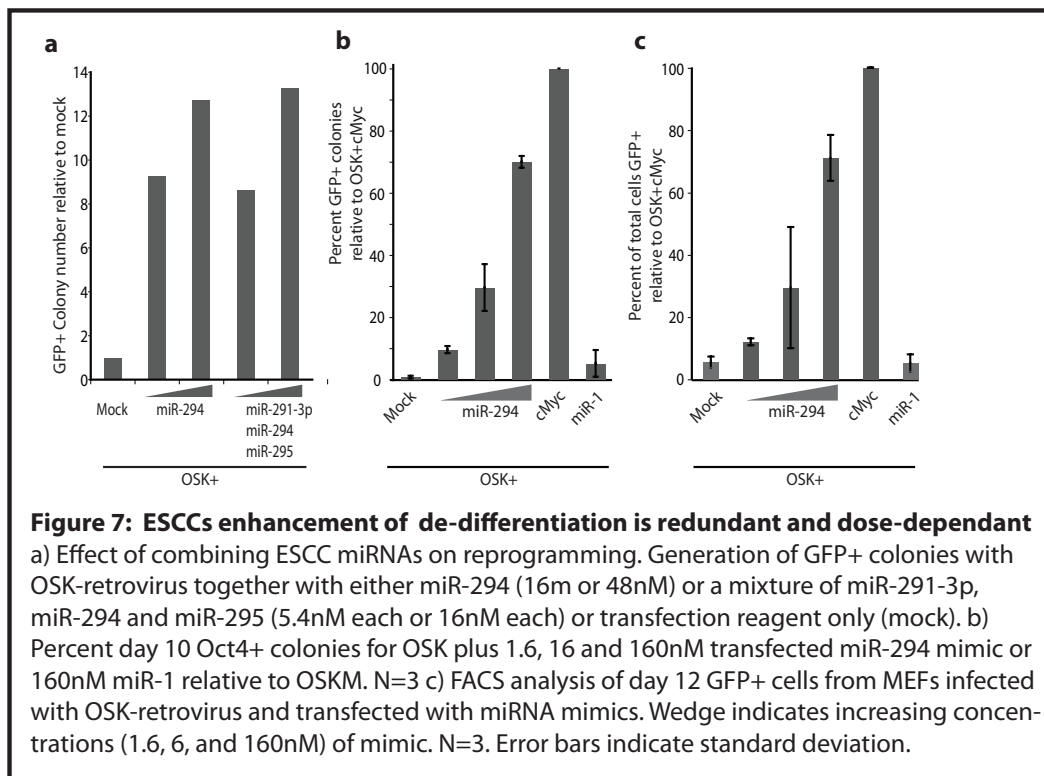 a
GFP+ Colony number relative to mock
14
12
10
8
6
4
2
0
Mock
miR-294
miR-291-3p
miR-294
miR-295
OSK+
b
Percent GFP+ colonies
relative to OSK+cMyc
100
80
60
40
20
0
Mock
miR-294
cMyc
miR-1
OSK+
c
Percent of total cells GFP+
relative to OSK+cMyc
100
80
60
40
20
0
Mock
miR-294
cMyc
miR-1
OSK+
Figure 7: ESCCs enhancement of de-differentiation is redundant and dose-dependant
a) Effect of combining ESCC miRNAs on reprogramming. Generation of GFP+ colonies with
OSK-retrovirus together with either miR-294 (16m or 48nM) or a mixture of miR-291-3p,
miR-294 and miR-295 (5.4nM each or 16nM each) or transfection reagent only (mock). b)
Percent day 10 Oct4+ colonies for OSK plus 1.6, 16 and 160nM transfected miR-294 mimic or
160nM miR-1 relative to OSKM. N=3 c) FACS analysis of day 12 GFP+ cells from MEFs infected
with OSK-retrovirus and transfected with miRNA mimics. Wedge indicates increasing concen-
trations (1.6, 6, and 160nM) of mimic. N=3. Error bars indicate standard deviation.